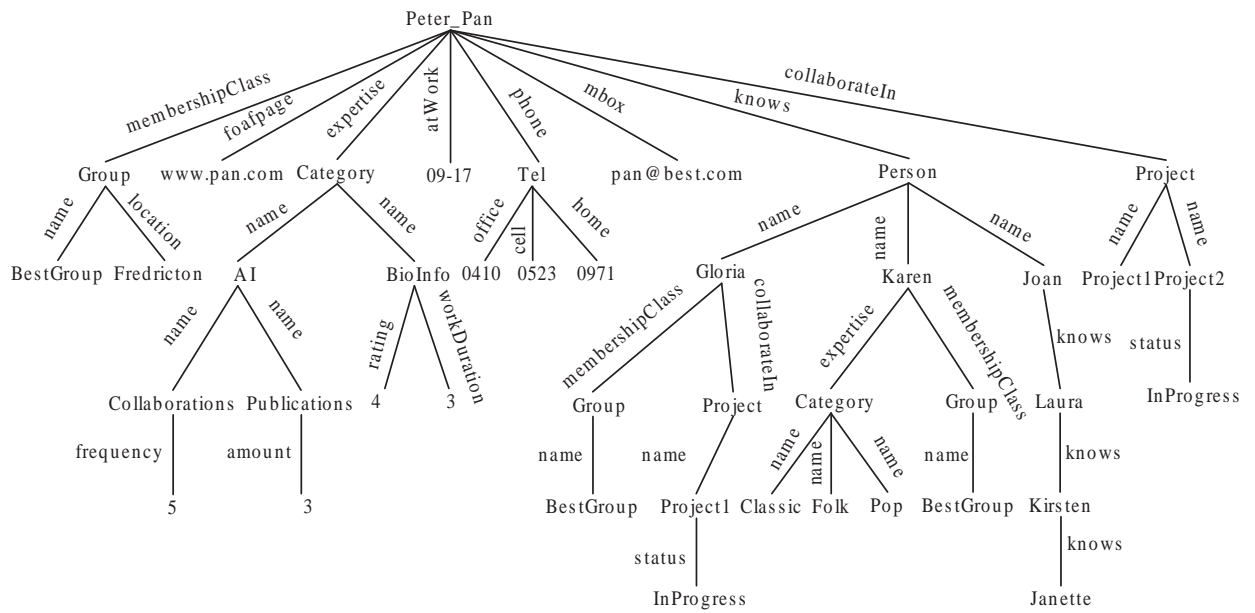 Peter_Pan
membershipClass foafpage expertise atWork phone mbox knows collaborateIn
Group www.pan.com Category 09-17 Tel pan@best.com Person Project
name location name name office cell home name name name name name
BestGroup Fredricton AI BioInfo 0410 0523 0971 Gloria Karen Joan Project1 Project2
name name rating workDuration membershipClass collaborateIn expertise membershipClass knows status
Collaborations Publications 4 3 Group Project Category Group Laura InProgress
frequency amount name name name name name name knows
5 3 BestGroup Project1 Classic Folk Pop BestGroup Kirsten
status knows
InProgress Janette